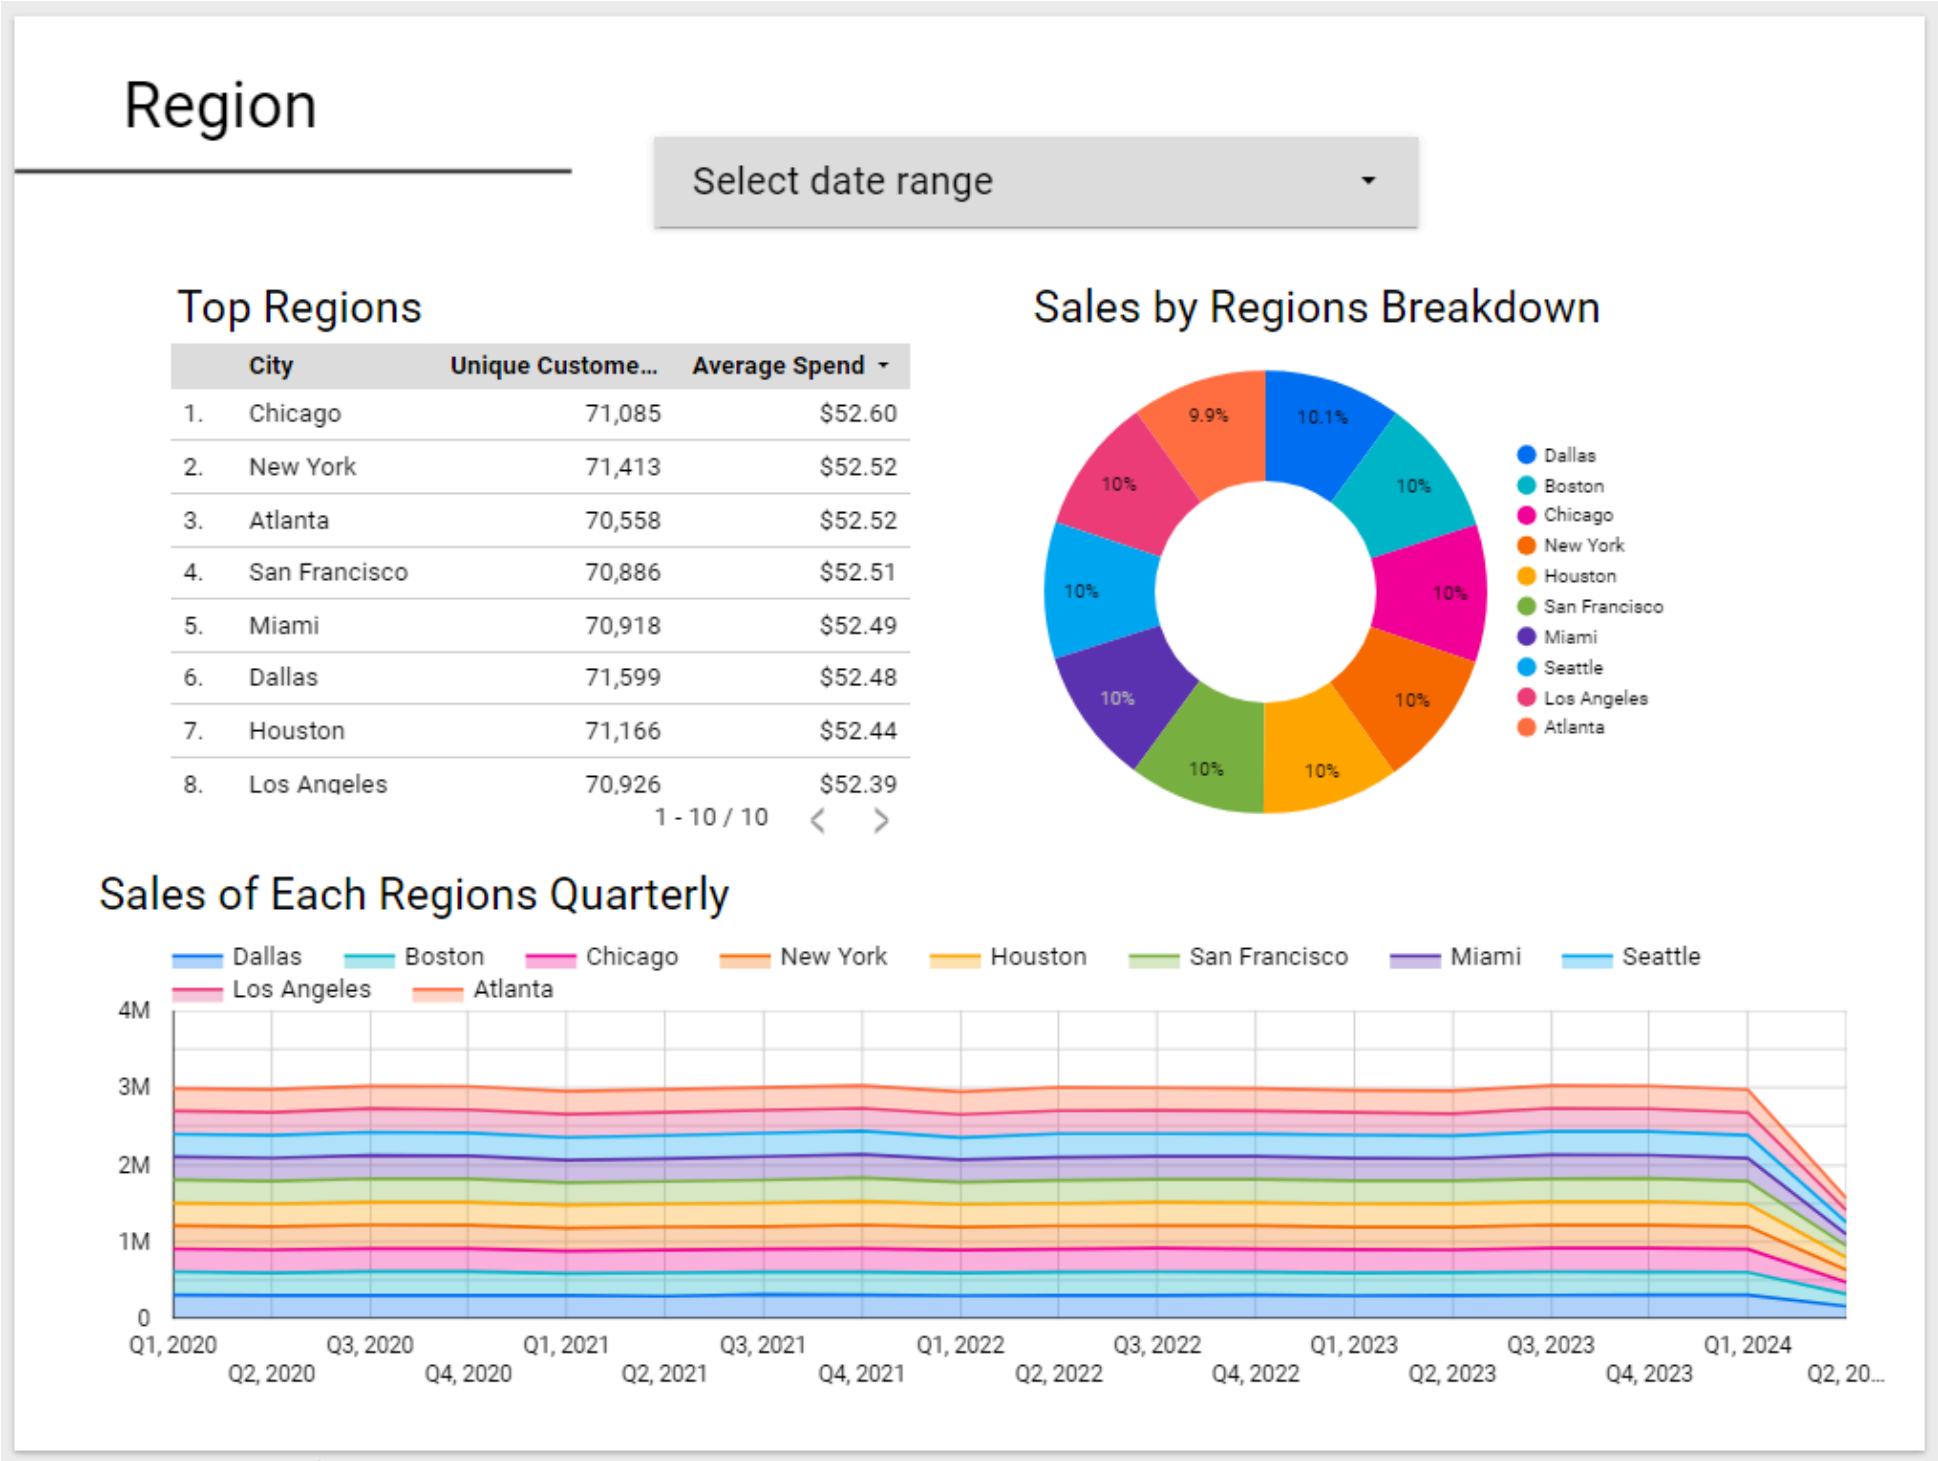 Region
Select date range
Top Regions
City Unique Custome... Average Spend
1. Chicago 71,085 $52.60
2. New York 71,413 $52.52
3. Atlanta 70,558 $52.52
4. San Francisco 70,886 $52.51
5. Miami 70,918 $52.49
6. Dallas 71,599 $52.48
7. Houston 71,166 $52.44
8. Los Angeles 70,926 $52.39
1 - 10 / 10
Sales by Regions Breakdown
9.9% 10.1%
10% 10%
10% 10%
10% 10%
10% 10%
Dallas
Boston
Chicago
New York
Houston
San Francisco
Miami
Seattle
Los Angeles
Atlanta
Sales of Each Regions Quarterly
Dallas Boston Chicago New York Houston San Francisco Miami Seattle
Los Angeles Atlanta
4M
3M
2M
1M
0
Q1, 2020 Q3, 2020 Q1, 2021 Q3, 2021 Q1, 2022 Q3, 2022 Q1, 2023 Q3, 2023 Q1, 2024
Q2, 2020 Q4, 2020 Q2, 2021 Q4, 2021 Q2, 2022 Q4, 2022 Q2, 2023 Q4, 2023 Q2, 20...